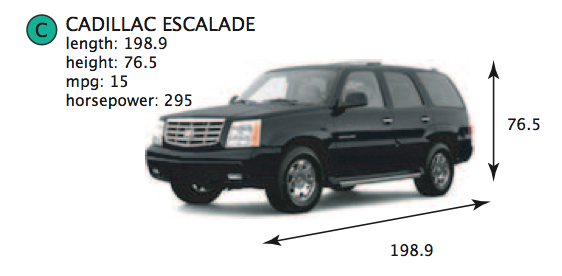 C
CADILLAC ESCALADE
length: 198.9
height: 76.5
mpg: 15
horsepower: 295
76.5
198.9